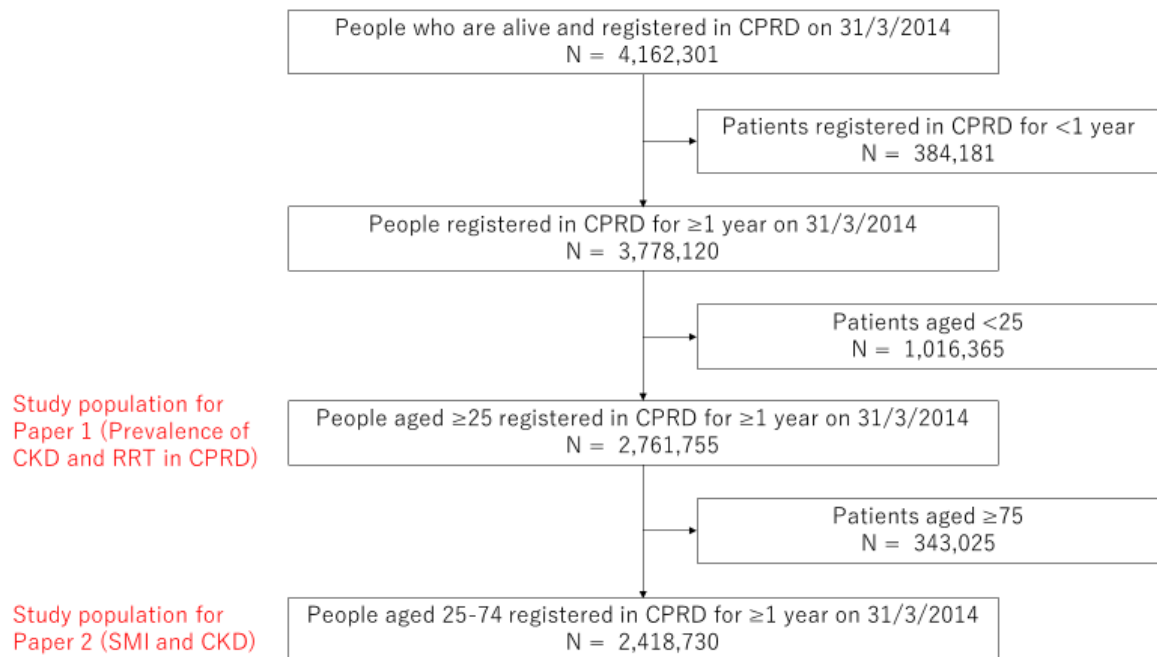 People who are alive and registered in CPRD on 31/3/2014
N = 4,162,301
Patients registered in CPRD for <1 year
N = 384,181
People registered in CPRD for ≥1 year on 31/3/2014
N = 3,778,120
Patients aged <25
N = 1,016,365
Study population for
Paper 1 (Prevalence of
CKD and RRT in CPRD)
People aged ≥25 registered in CPRD for ≥1 year on 31/3/2014
N = 2,761,755
Patients aged ≥75
N = 343,025
Study population for
Paper 2 (SMI and CKD)
People aged 25-74 registered in CPRD for ≥1 year on 31/3/2014
N = 2,418,730